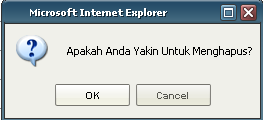 Microsoft Internet Explorer
Apakah Anda Yakin Untuk Menghapus?
OK
Cancel